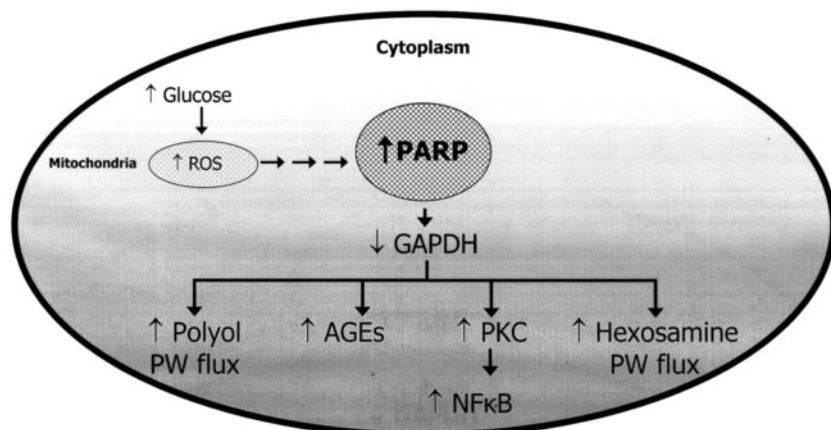 Cytoplasm
↑ Glucose
Mitochondria
↑ ROS
↑PARP
↓ GAPDH
↑ Polyol
PW flux
↑ AGEs
↑ PKC
↑ Hexosamine
PW flux
↑ NFκB